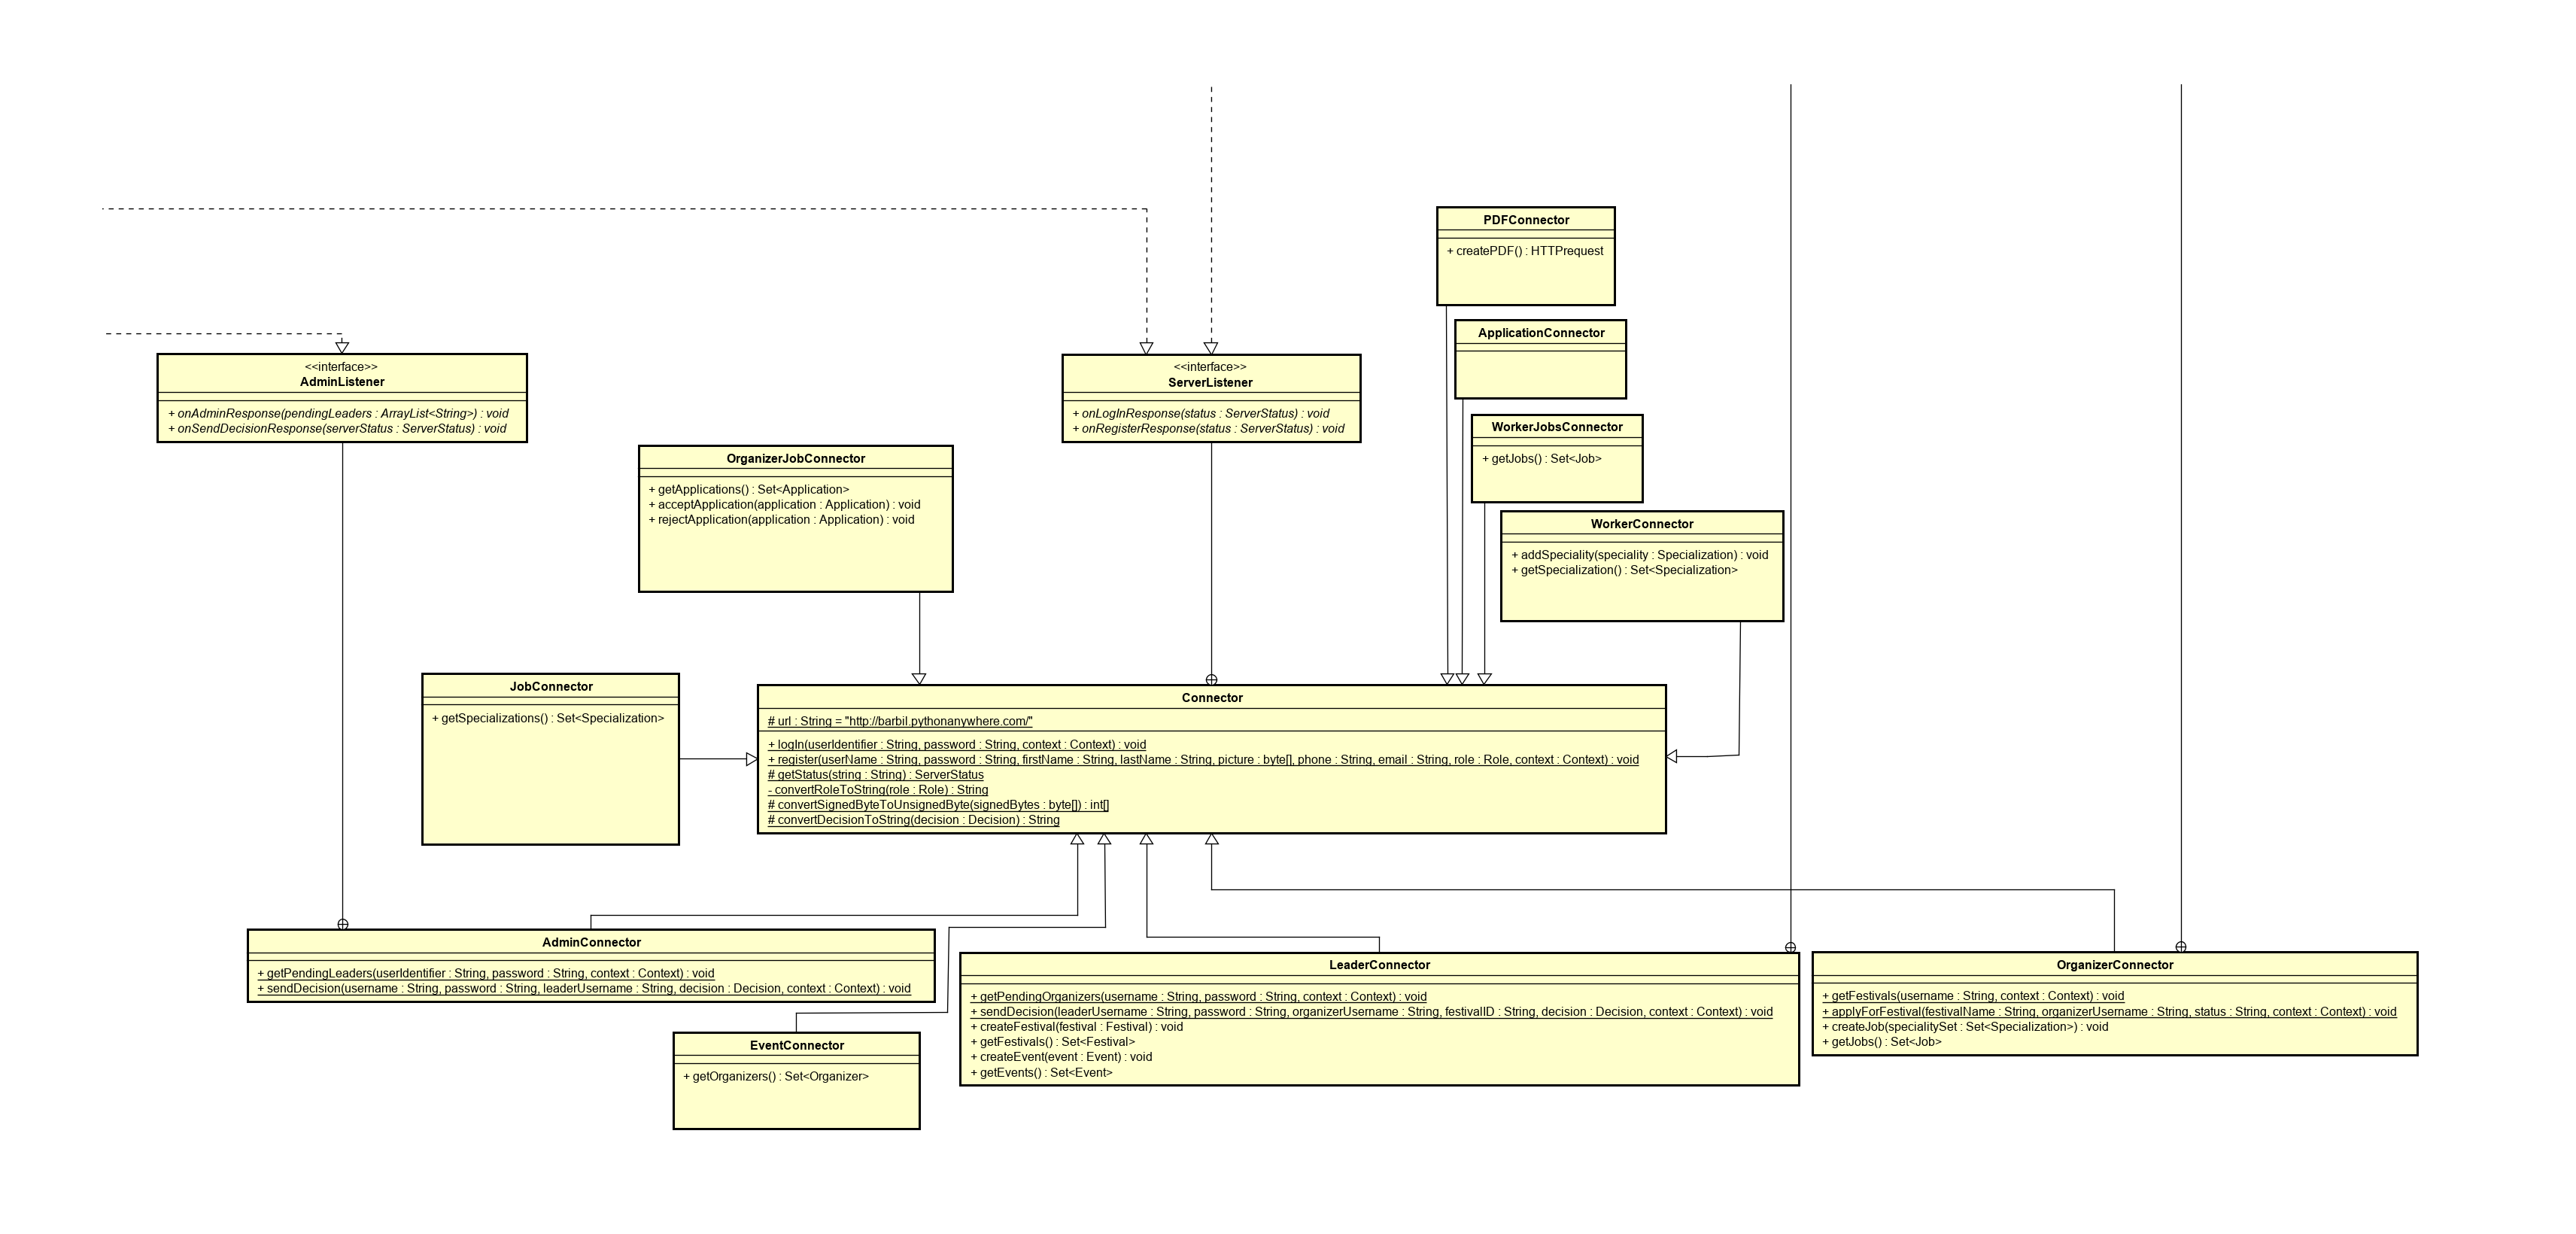 PDFConnector
+ createPDF() : HTTPrequest
ApplicationConnector
<<interface>>
AdminListener
+ onAdminResponse(pendingLeaders : ArrayList<String>) : void
+ onSendDecisionResponse(serverStatus : ServerStatus) : void
<<interface>>
ServerListener
+ onLogInResponse(status : ServerStatus) : void
+ onRegisterResponse(status : ServerStatus) : void
WorkerJobsConnector
+ getJobs() : Set<Job>
OrganizerJobConnector
+ getApplications() : Set<Application>
+ acceptApplication(application : Application) : void
+ rejectApplication(application : Application) : void
WorkerConnector
+ addSpeciality(speciality : Specialization) : void
+ getSpecialization() : Set<Specialization>
JobConnector
+ getSpecializations() : Set<Specialization>
Connector
# url : String = "http://barbil.pythonanywhere.com/"
+ logIn(userIdentifier : String, password : String, context : Context) : void
+ register(userName : String, password : String, firstName : String, lastName : String, picture : byte[], phone : String, email : String, role : Role, context : Context) : void
# getStatus(string : String) : ServerStatus
- convertRoleToString(role : Role) : String
# convertSignedByteToUnsignedByte(signedBytes : byte[]) : int[]
# convertDecisionToString(decision : Decision) : String
AdminConnector
+ getPendingLeaders(userIdentifier : String, password : String, context : Context) : void
+ sendDecision(username : String, password : String, leaderUsername : String, decision : Decision, context : Context) : void
LeaderConnector
+ getPendingOrganizers(username : String, password : String, context : Context) : void
+ sendDecision(leaderUsername : String, password : String, organizerUsername : String, festivalID : String, decision : Decision, context : Context) : void
+ createFestival(festival : Festival) : void
+ getFestivals() : Set<Festival>
+ createEvent(event : Event) : void
+ getEvents() : Set<Event>
OrganizerConnector
+ getFestivals(username : String, context : Context) : void
+ applyForFestival(festivalName : String, organizerUsername : String, status : String, context : Context) : void
+ createJob(specialitySet : Set<Specialization>) : void
+ getJobs() : Set<Job>
EventConnector
+ getOrganizers() : Set<Organizer>